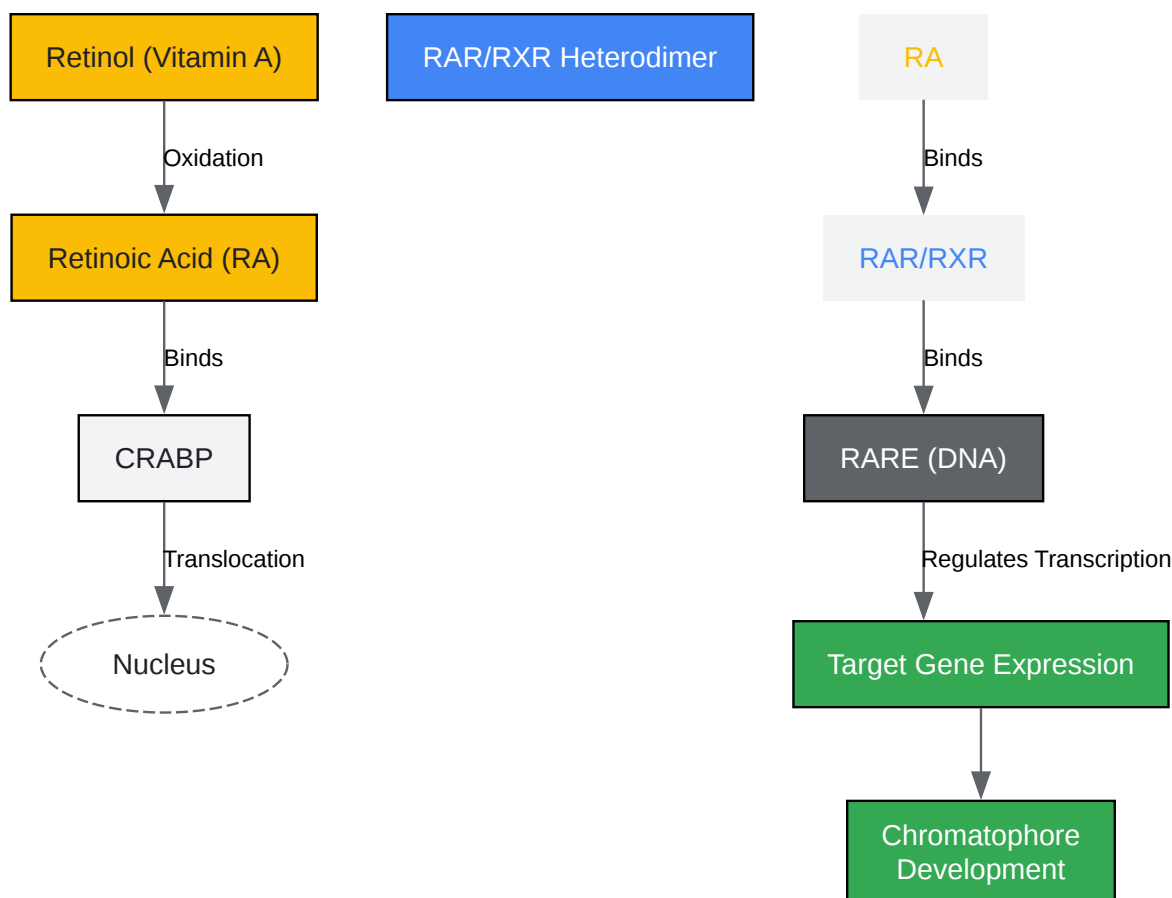 Retinol (Vitamin A)
RAR/RXR Heterodimer
RA
Oxidation
Binds
Retinoic Acid (RA)
RAR/RXR
Binds
Binds
CRABP
RARE (DNA)
Translocation
Regulates Transcription
Nucleus
Target Gene Expression
Chromatophore
Development